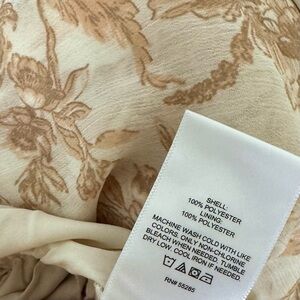 SHELL:
100% POLYESTER
LINING:
100% POLYESTER
MACHINE WASH COLD WITH LIKE
COLORS. ONLY NON-CHLORINE
BLEACH WHEN NEEDED. TUMBLE
DRY LOW. COOL IRON IF NEEDED.
RN# 55285